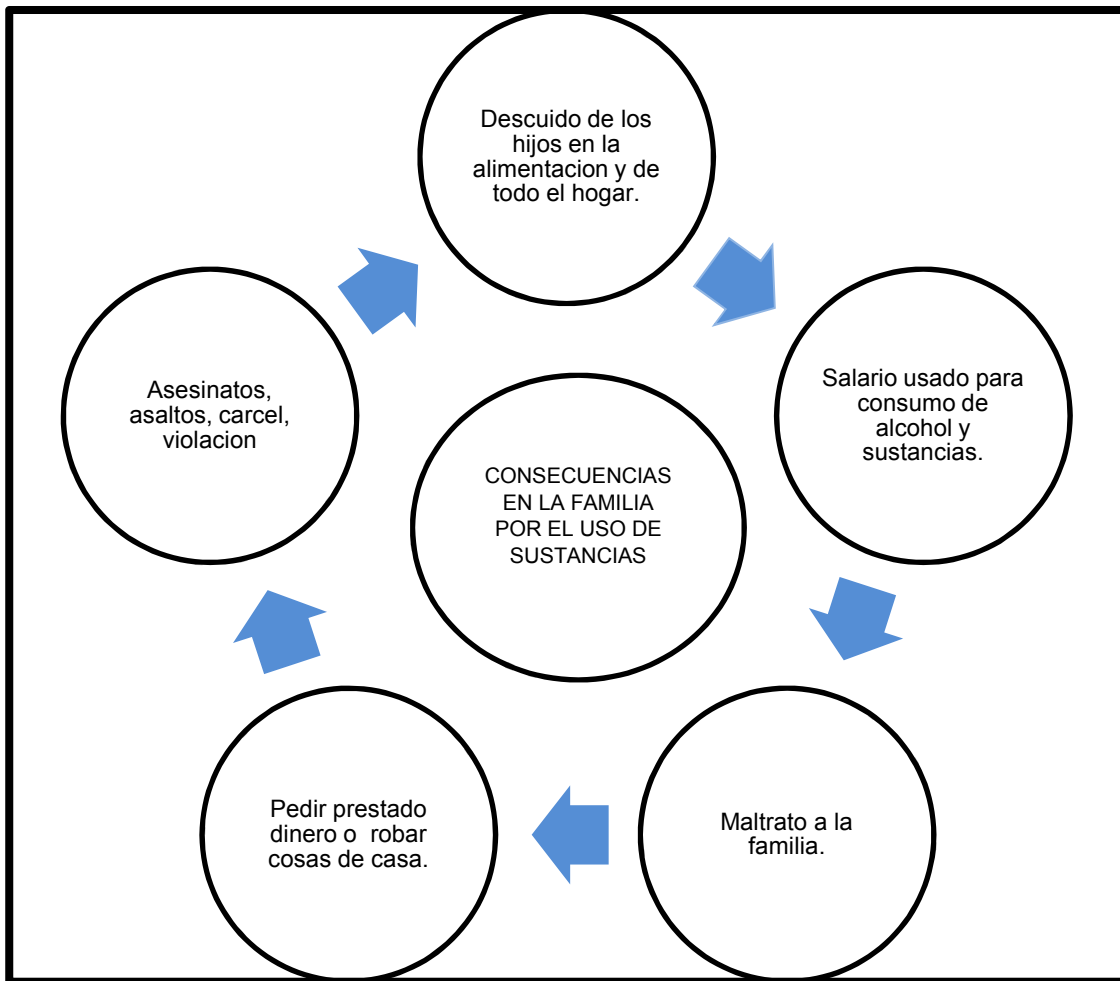 Descuido de los
hijos en la
alimentacion y de
todo el hogar.
Salario usado para
consumo de
alcohol y
sustancias.
Maltrato a la
familia.
Pedir prestado
dinero o  robar
cosas de casa.
Asesinatos,
asaltos, carcel,
violacion
CONSECUENCIAS
EN LA FAMILIA
POR EL USO DE
SUSTANCIAS